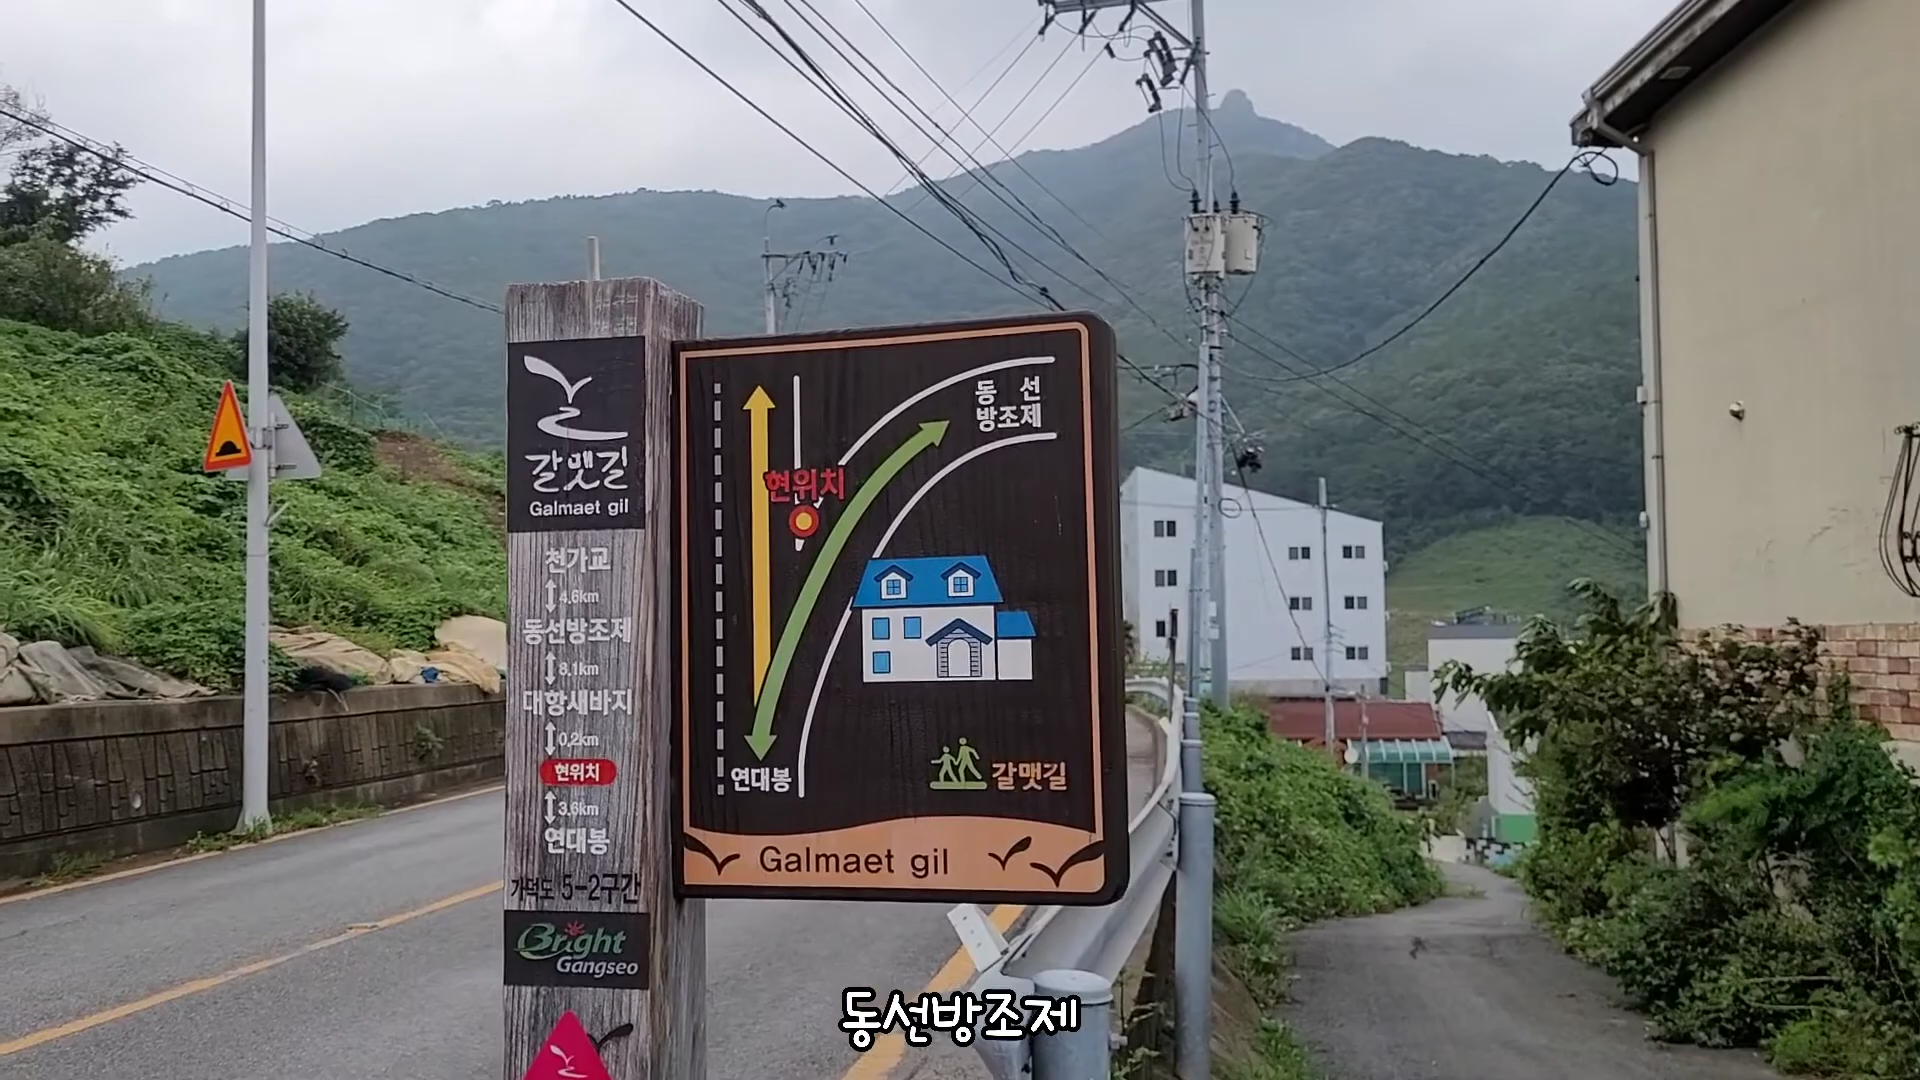 갈맷길
Galmaet gil
천가교
4.6km
동선방조제
8.1km
대항새바지
0.2km
현위치
3.6km
연대봉
가덕도 5-2구간
Bright
Gangseo
동 선
방조제
현위치
연대봉
갈맷길
Galmaet gil
동선방조제